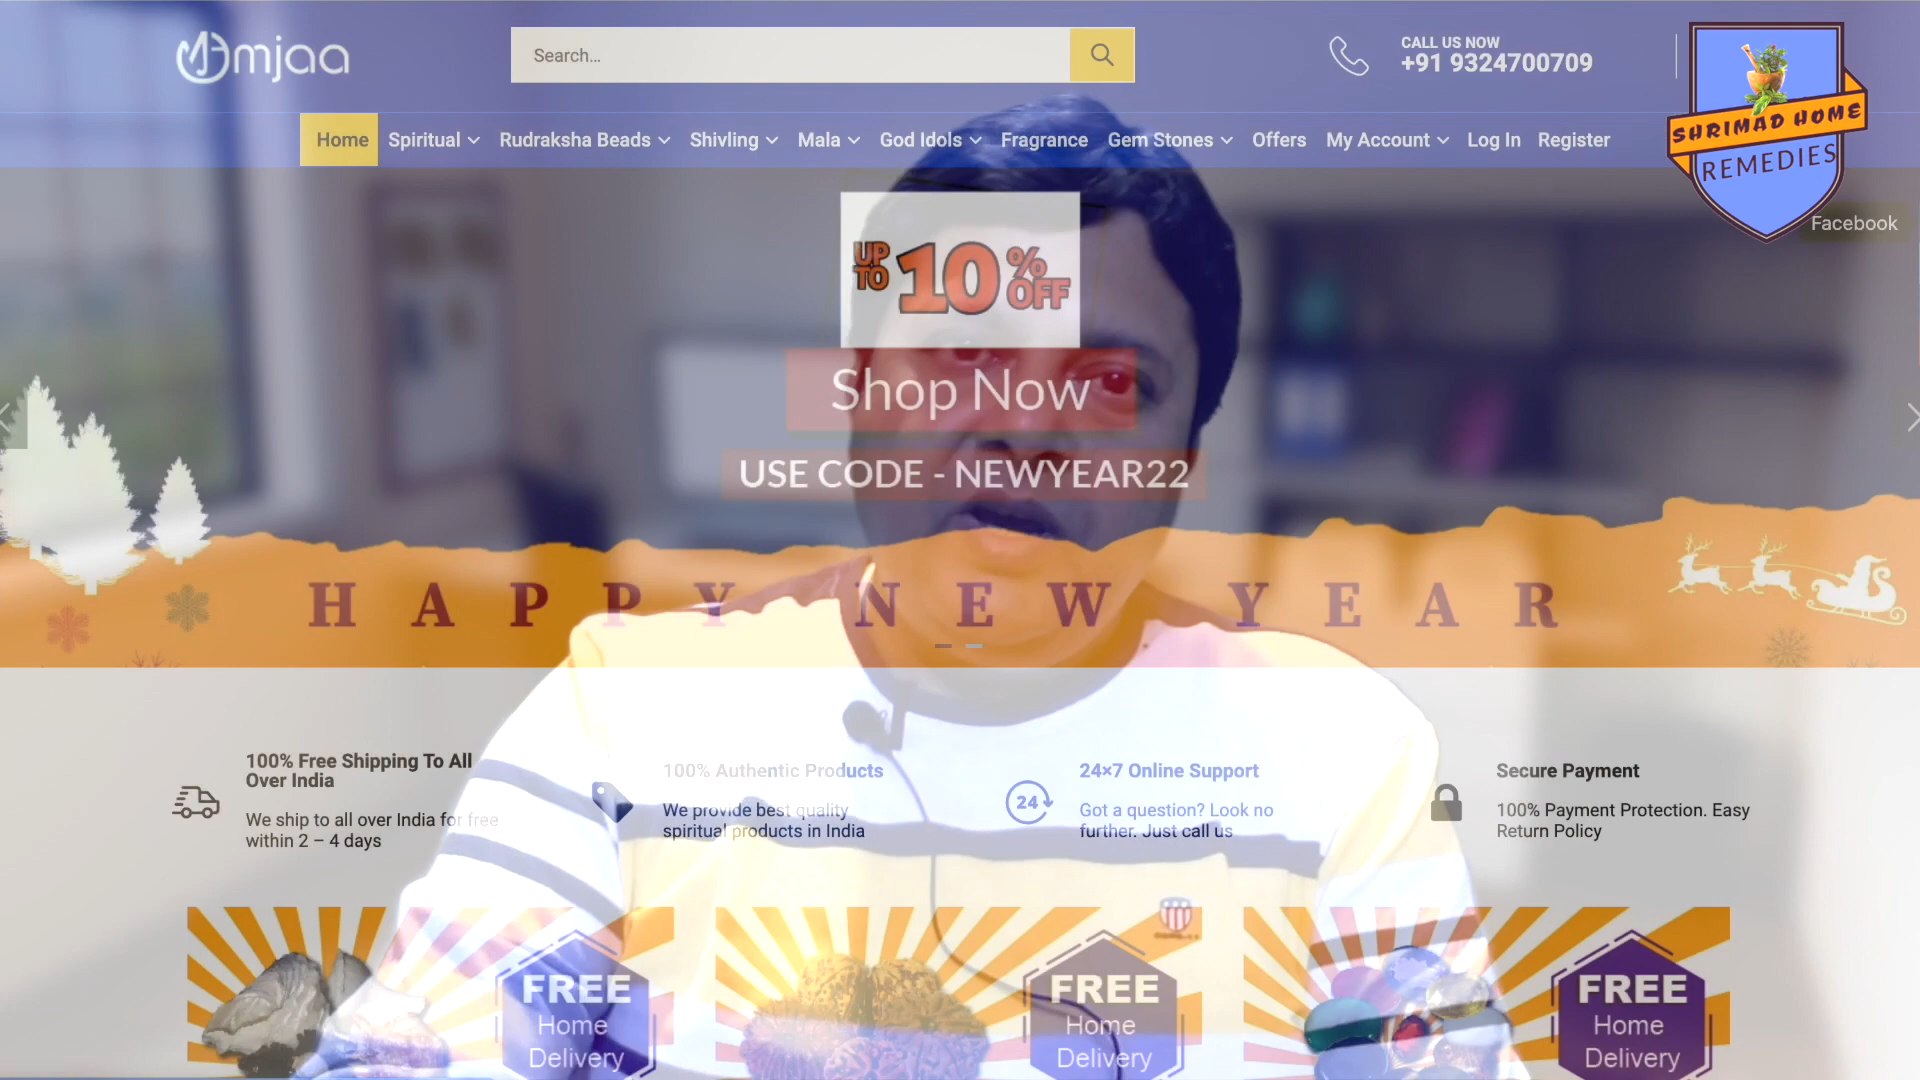 ॐmjaa
Search...
CALL US NOW
+91 9324700709
SHRIMAD HOME
REMEDIES
Home Spiritual Rudraksha Beads Shivling Mala God Idols Fragrance Gem Stones Offers My Account Log In Register
Facebook
UP TO 10% OFF
Shop Now
USE CODE - NEWYEAR22
HAPPY NEW YEAR
100% Free Shipping To All
Over India
We ship to all over India for free
within 2 – 4 days
100% Authentic Products
We provide best quality
spiritual products in India
24
24×7 Online Support
Got a question? Look no
further. Just call us
Secure Payment
100% Payment Protection. Easy
Return Policy
FREE
Home
Delivery
FREE
Home
Delivery
FREE
Home
Delivery